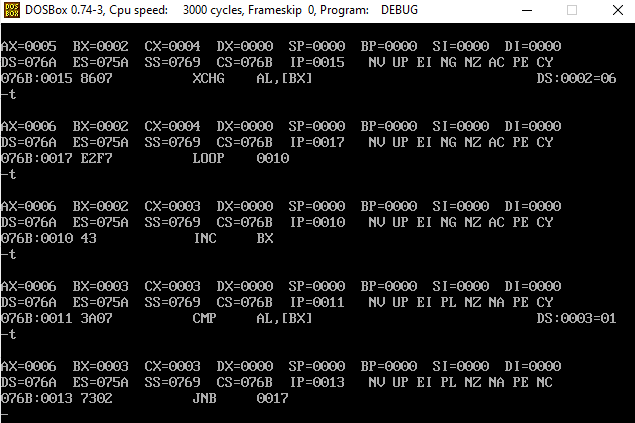 DOSBox 0.74-3, Cpu speed:    3000 cycles, Frameskip  0, Program:   DEBUG
AX=0005  BX=0002  CX=0004  DX=0000  SP=0000  BP=0000  SI=0000  DI=0000
DS=076A  ES=075A  SS=0769  CS=076B  IP=0015   NV UP EI NG NZ AC PE CY
076B:0015 8607          XCHG    AL,[BX]                            DS:0002=06
-t
AX=0006  BX=0002  CX=0004  DX=0000  SP=0000  BP=0000  SI=0000  DI=0000
DS=076A  ES=075A  SS=0769  CS=076B  IP=0017   NV UP EI NG NZ AC PE CY
076B:0017 E2F7          LOOP    0010
-t
AX=0006  BX=0002  CX=0003  DX=0000  SP=0000  BP=0000  SI=0000  DI=0000
DS=076A  ES=075A  SS=0769  CS=076B  IP=0010   NV UP EI NG NZ AC PE CY
076B:0010 43            INC     BX
-t
AX=0006  BX=0003  CX=0003  DX=0000  SP=0000  BP=0000  SI=0000  DI=0000
DS=076A  ES=075A  SS=0769  CS=076B  IP=0011   NV UP EI PL NZ NA PE CY
076B:0011 3A07          CMP     AL,[BX]                            DS:0003=01
-t
AX=0006  BX=0003  CX=0003  DX=0000  SP=0000  BP=0000  SI=0000  DI=0000
DS=076A  ES=075A  SS=0769  CS=076B  IP=0013   NV UP EI PL NZ NA PE NC
076B:0013 7302          JNB     0017
-